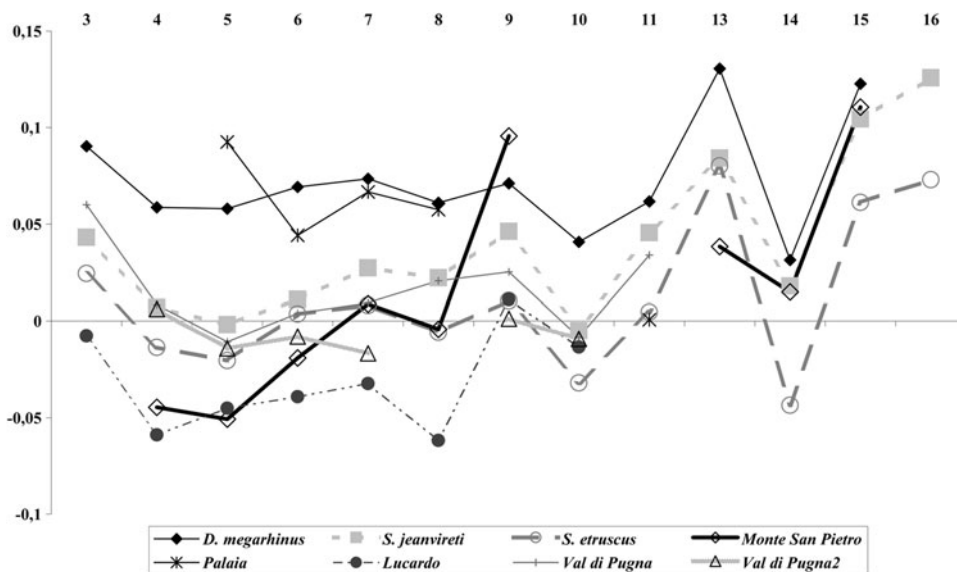 3 4 5 6 7 8 9 10 11 13 14 15 16
0,15
0,1
0,05
0
-0,05
-0,1
D. megarhinus S. jeanvireti S. etruscus Monte San Pietro
Palaia Lucardo Val di Pugna Val di Pugna2